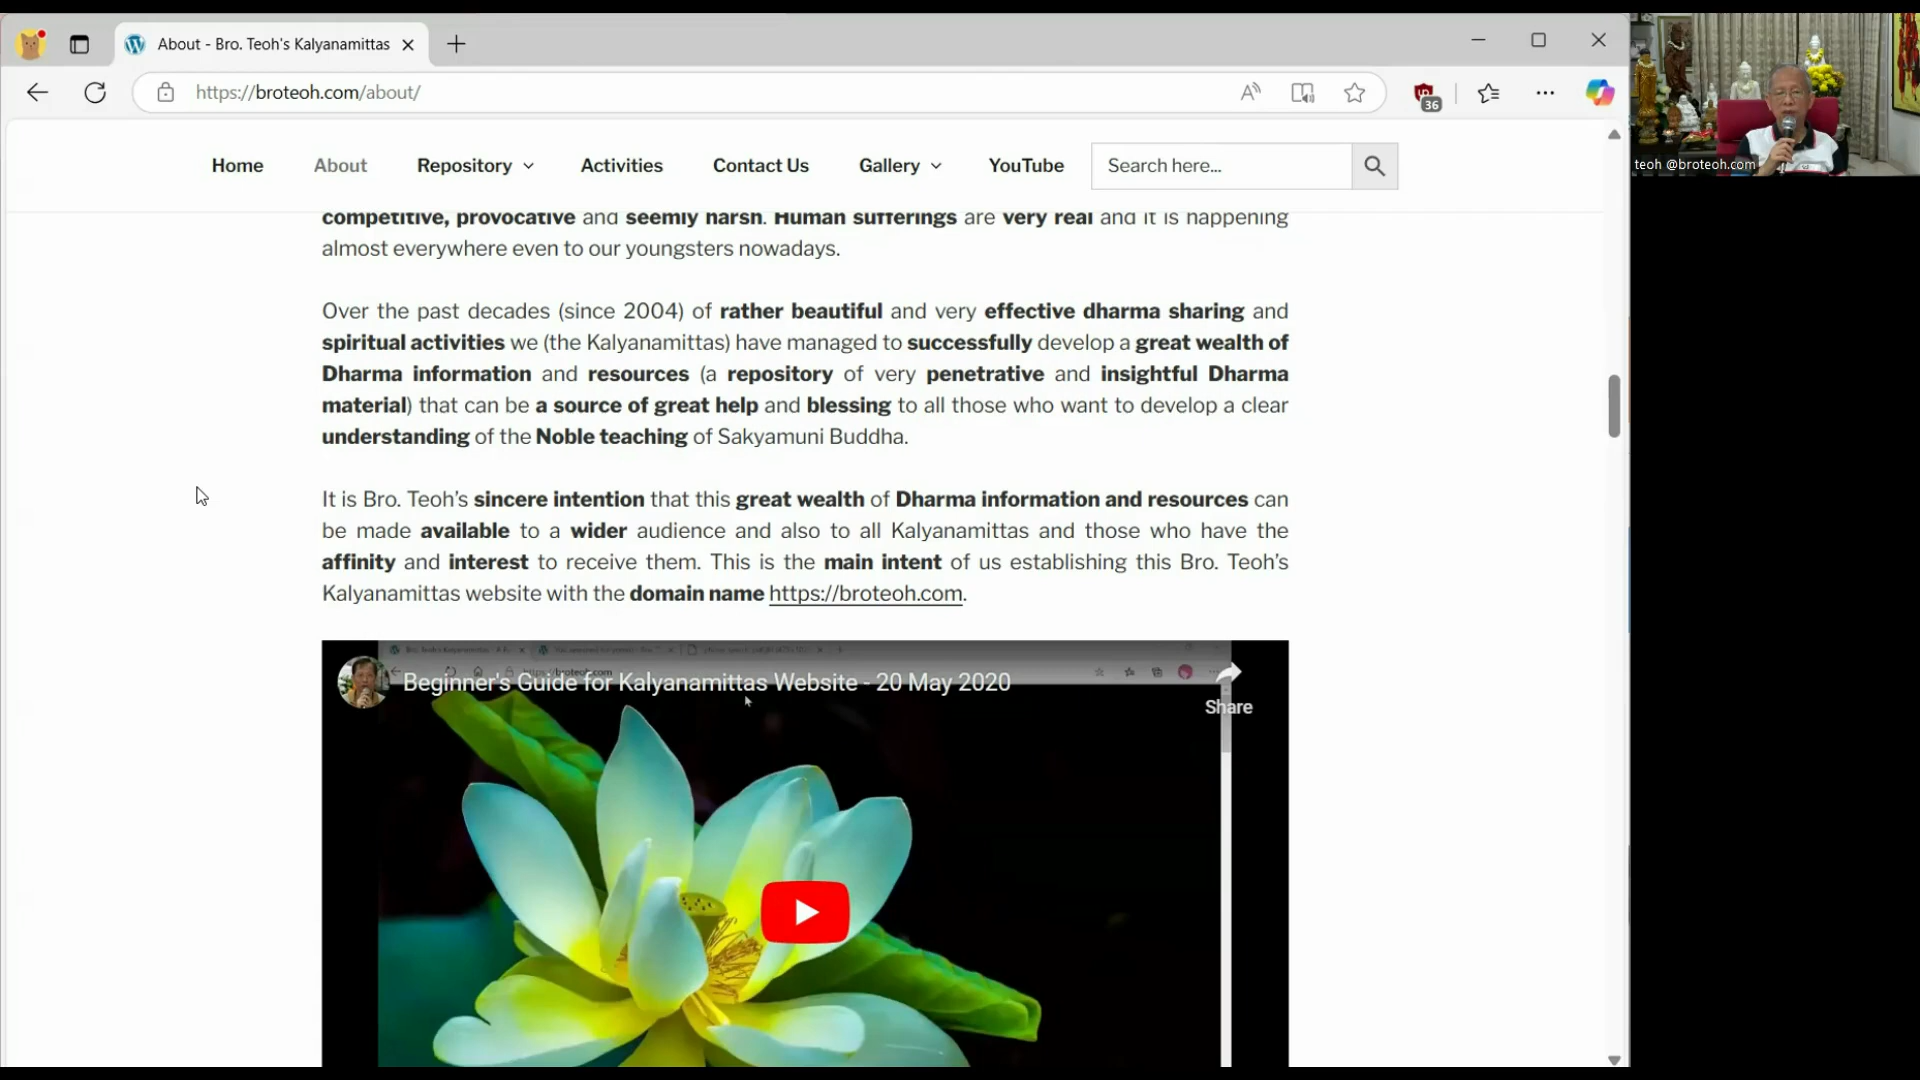 About - Bro. Teoh's Kalyanamittas
https://broteoh.com/about/
36
teoh @broteoh.com
Home
About
Repository
Activities
Contact Us
Gallery
YouTube
Search here...
competitive, provocative and seemly harsh. Human sufferings are very real and it is happening
almost everywhere even to our youngsters nowadays.
Over the past decades (since 2004) of rather beautiful and very effective dharma sharing and
spiritual activities we (the Kalyanamittas) have managed to successfully develop a great wealth of
Dharma information and resources (a repository of very penetrative and insightful Dharma
material) that can be a source of great help and blessing to all those who want to develop a clear
understanding of the Noble teaching of Sakyamuni Buddha.
It is Bro. Teoh's sincere intention that this great wealth of Dharma information and resources can
be made available to a wider audience and also to all Kalyanamittas and those who have the
affinity and interest to receive them. This is the main intent of us establishing this Bro. Teoh's
Kalyanamittas website with the domain name https://broteoh.com.
Beginner's Guide for Kalyanamittas Website - 20 May 2020
Share